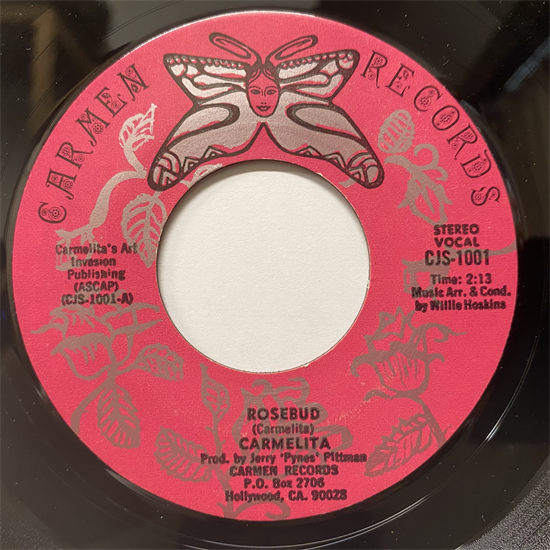 CARMEN RECORDS
Carmelita's Art
Invasion
Publishing
(ASCAP)
(CJS-1001-A)
STEREO
VOCAL
CJS-1001
Time: 2:13
Music Arr. & Cond.
by Willie Hoskins
ROSEBUD
(Carmelita)
CARMELITA
Prod. by Jerry 'Pynes' Pittman
CARMEN RECORDS
P.O. Box 2706
Hollywood, CA. 90028